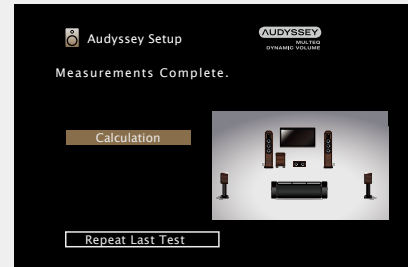 Audyssey Setup
AUDYSSEY
MULTEQ
DYNAMIC VOLUME
Measurements Complete.
Calculation
Repeat Last Test